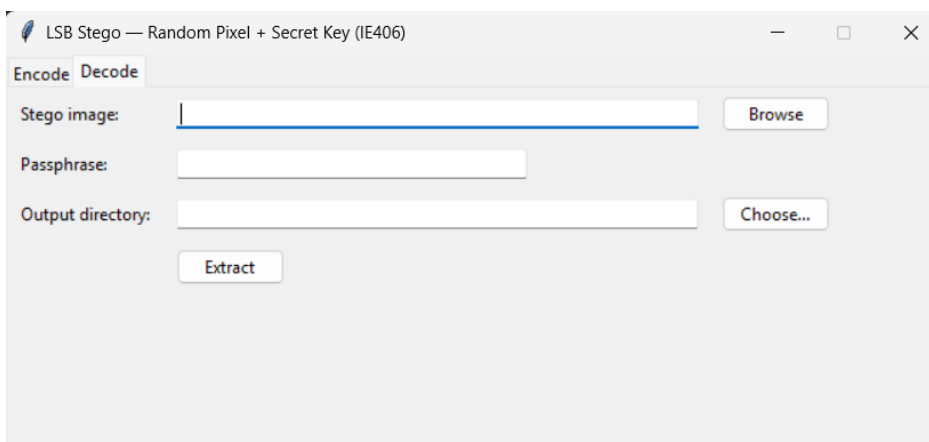 LSB Stego — Random Pixel + Secret Key (IE406)
Encode Decode
Stego image: Browse
Passphrase:
Output directory: Choose...
Extract